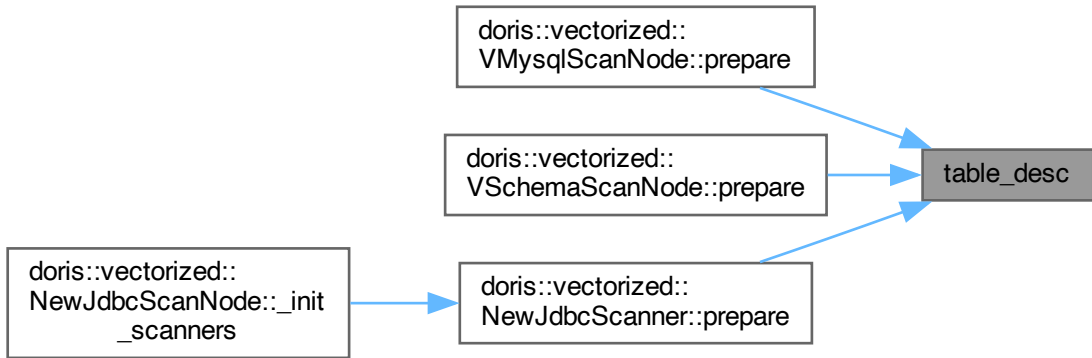 doris::vectorized::
VMysqlScanNode::prepare
doris::vectorized::
VSchemaScanNode::prepare
table_desc
doris::vectorized::
NewJdbcScanNode::_init
_scanners
doris::vectorized::
NewJdbcScanner::prepare